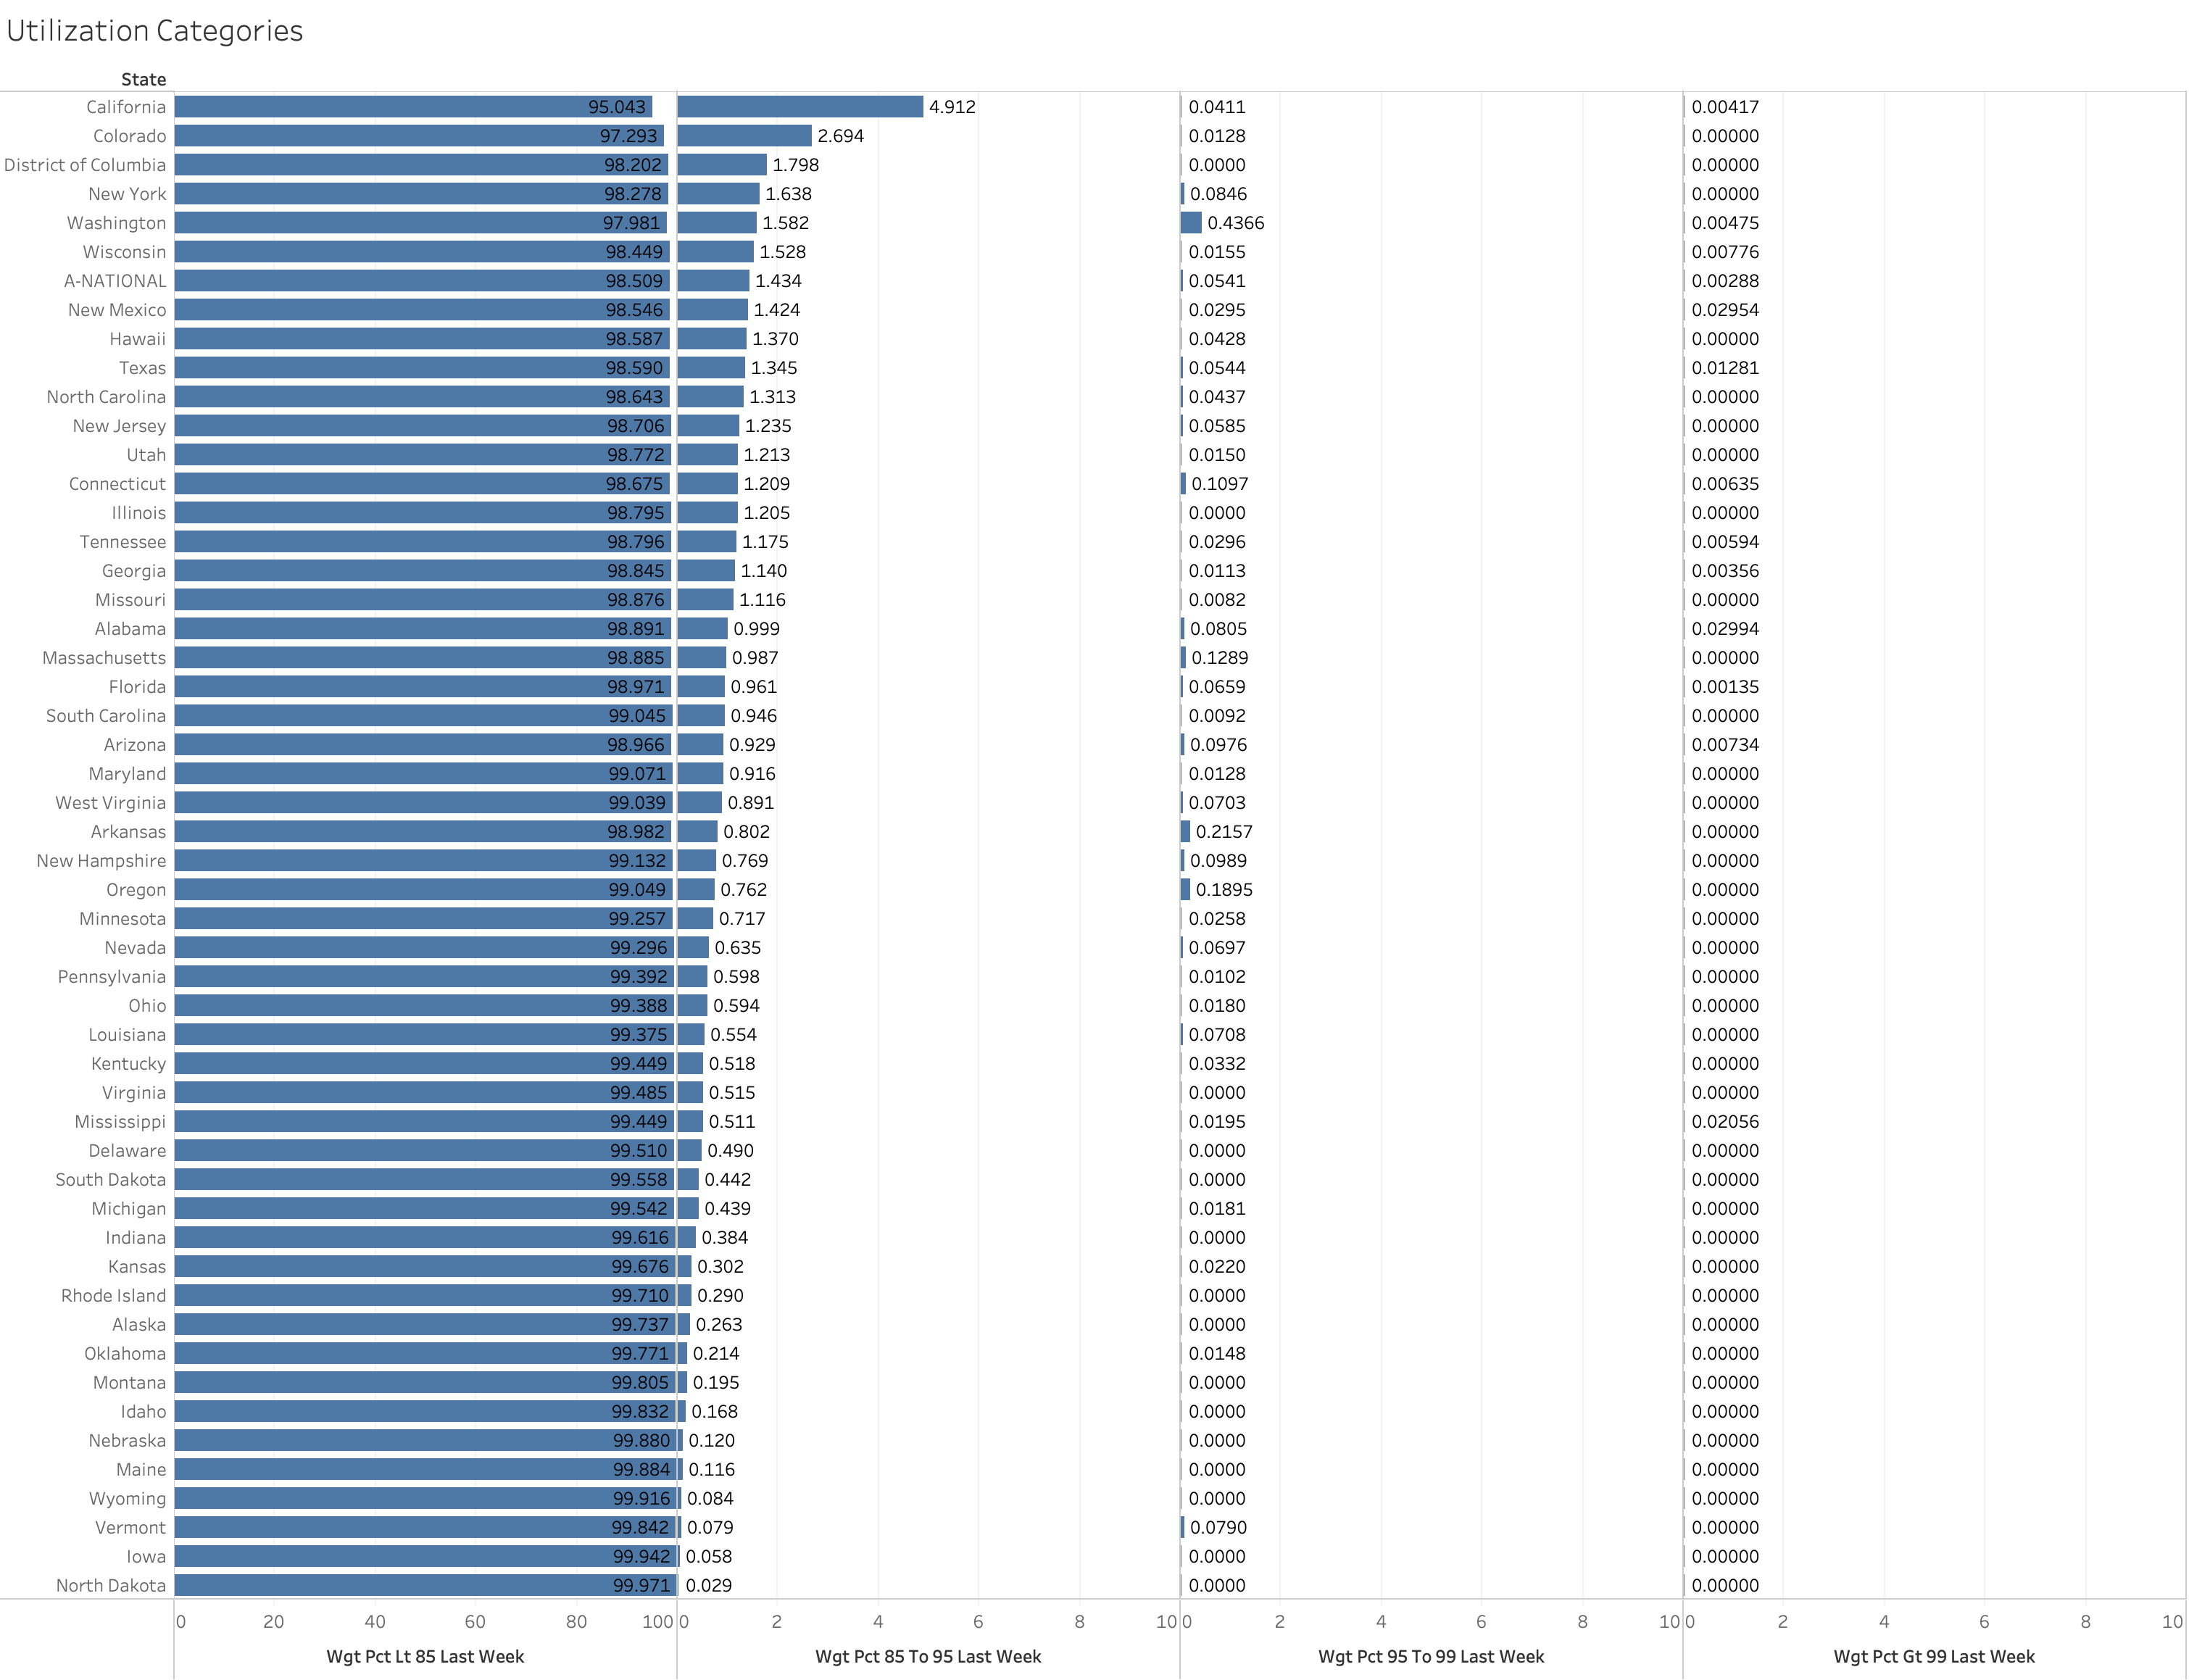 Utilization Categories
State
California 95.043 4.912 0.0411 0.00417
Colorado 97.293 2.694 0.0128 0.00000
District of Columbia 98.202 1.798 0.0000 0.00000
New York 98.278 1.638 0.0846 0.00000
Washington 97.981 1.582 0.4366 0.00475
Wisconsin 98.449 1.528 0.0155 0.00776
A-NATIONAL 98.509 1.434 0.0541 0.00288
New Mexico 98.546 1.424 0.0295 0.02954
Hawaii 98.587 1.370 0.0428 0.00000
Texas 98.590 1.345 0.0544 0.01281
North Carolina 98.643 1.313 0.0437 0.00000
New Jersey 98.706 1.235 0.0585 0.00000
Utah 98.772 1.213 0.0150 0.00000
Connecticut 98.675 1.209 0.1097 0.00635
Illinois 98.795 1.205 0.0000 0.00000
Tennessee 98.796 1.175 0.0296 0.00594
Georgia 98.845 1.140 0.0113 0.00356
Missouri 98.876 1.116 0.0082 0.00000
Alabama 98.891 0.999 0.0805 0.02994
Massachusetts 98.885 0.987 0.1289 0.00000
Florida 98.971 0.961 0.0659 0.00135
South Carolina 99.045 0.946 0.0092 0.00000
Arizona 98.966 0.929 0.0976 0.00734
Maryland 99.071 0.916 0.0128 0.00000
West Virginia 99.039 0.891 0.0703 0.00000
Arkansas 98.982 0.802 0.2157 0.00000
New Hampshire 99.132 0.769 0.0989 0.00000
Oregon 99.049 0.762 0.1895 0.00000
Minnesota 99.257 0.717 0.0258 0.00000
Nevada 99.296 0.635 0.0697 0.00000
Pennsylvania 99.392 0.598 0.0102 0.00000
Ohio 99.388 0.594 0.0180 0.00000
Louisiana 99.375 0.554 0.0708 0.00000
Kentucky 99.449 0.518 0.0332 0.00000
Virginia 99.485 0.515 0.0000 0.00000
Mississippi 99.449 0.511 0.0195 0.02056
Delaware 99.510 0.490 0.0000 0.00000
South Dakota 99.558 0.442 0.0000 0.00000
Michigan 99.542 0.439 0.0181 0.00000
Indiana 99.616 0.384 0.0000 0.00000
Kansas 99.676 0.302 0.0220 0.00000
Rhode Island 99.710 0.290 0.0000 0.00000
Alaska 99.737 0.263 0.0000 0.00000
Oklahoma 99.771 0.214 0.0148 0.00000
Montana 99.805 0.195 0.0000 0.00000
Idaho 99.832 0.168 0.0000 0.00000
Nebraska 99.880 0.120 0.0000 0.00000
Maine 99.884 0.116 0.0000 0.00000
Wyoming 99.916 0.084 0.0000 0.00000
Vermont 99.842 0.079 0.0790 0.00000
Iowa 99.942 0.058 0.0000 0.00000
North Dakota 99.971 0.029 0.0000 0.00000
0 20 40 60 80 100 0 2 4 6 8 10 0 2 4 6 8 10 0 2 4 6 8 10
Wgt Pct Lt 85 Last Week Wgt Pct 85 To 95 Last Week Wgt Pct 95 To 99 Last Week Wgt Pct Gt 99 Last Week